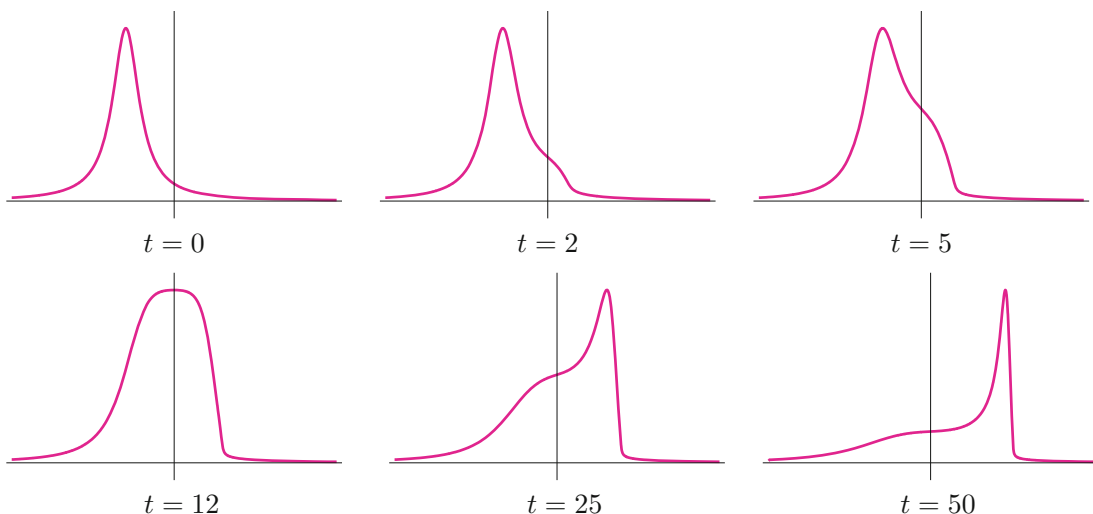 t = 0
t = 2
t = 5
t = 12
t = 25
t = 50